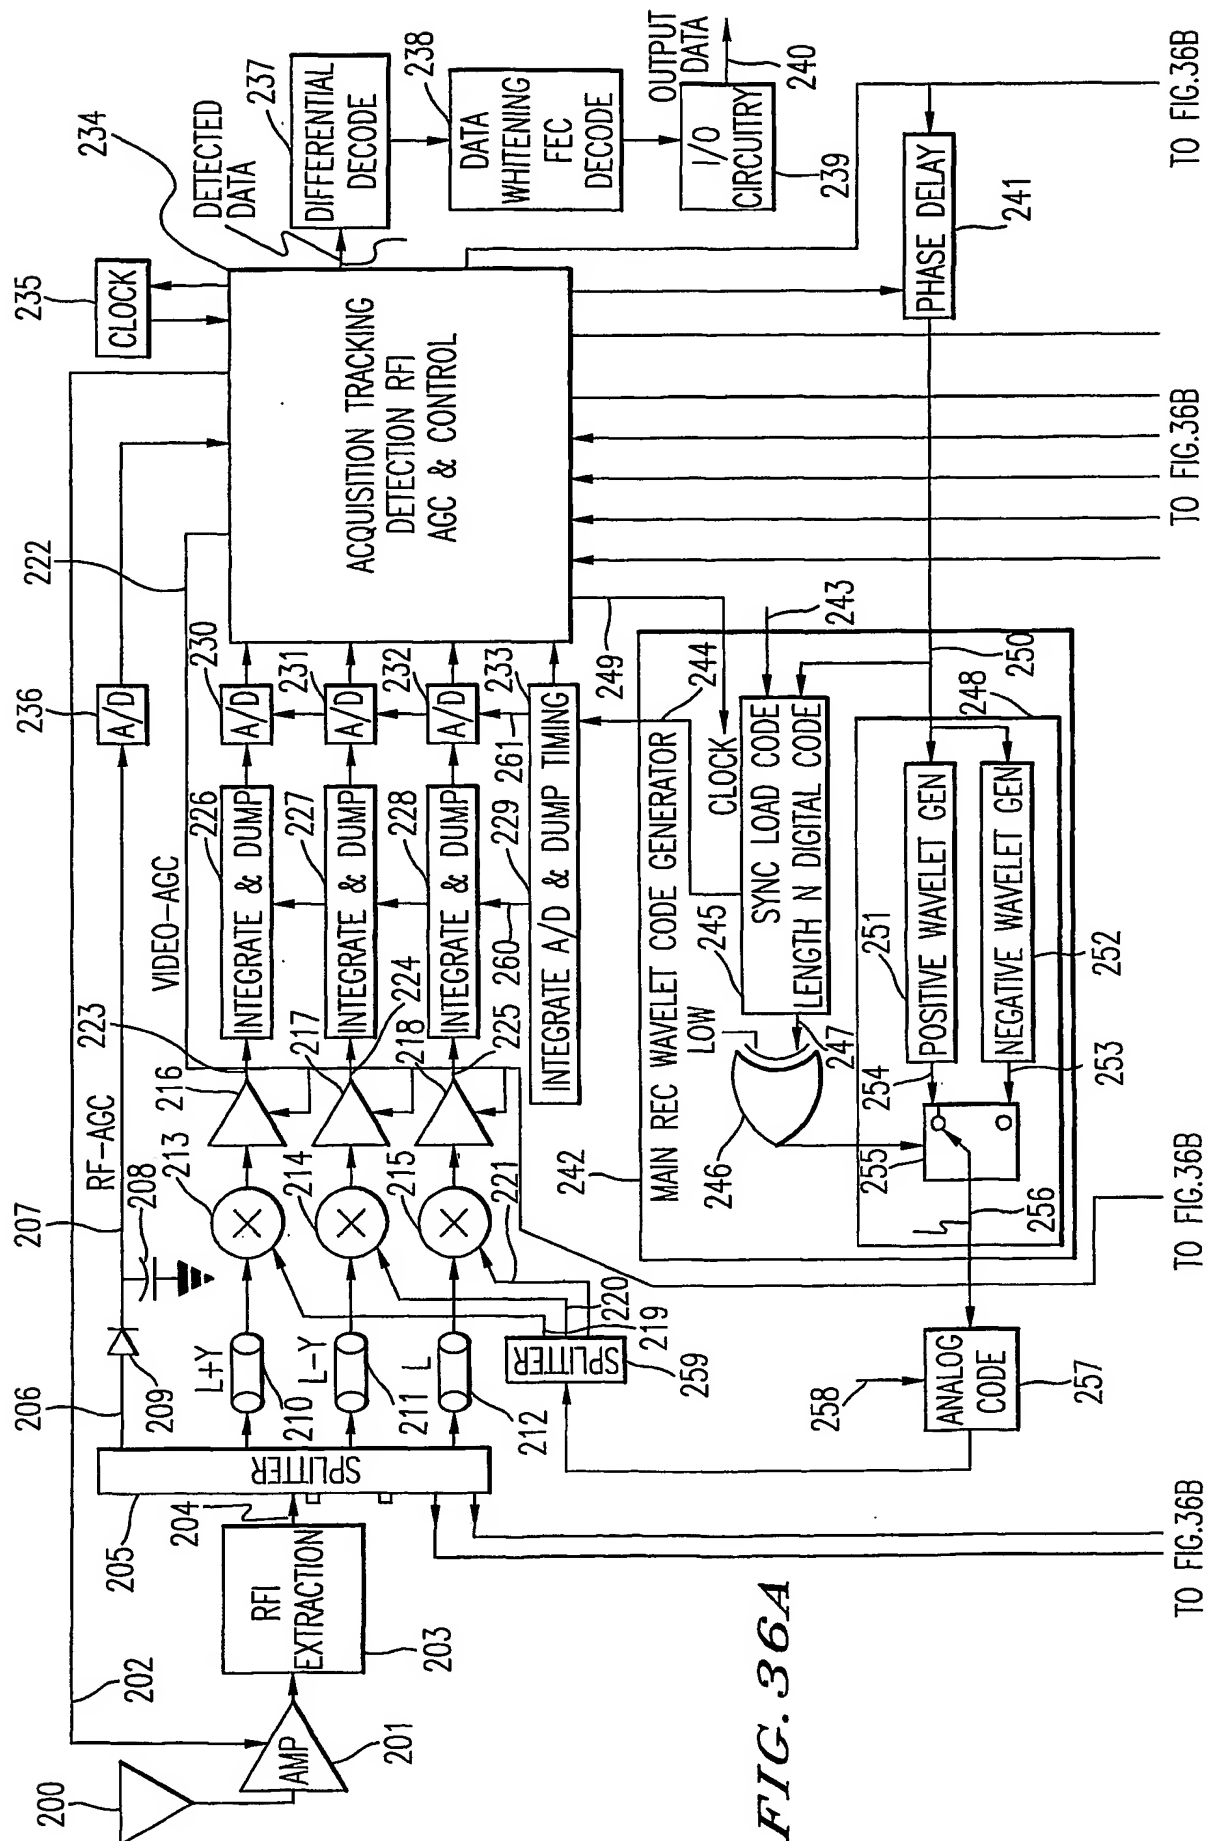 200
AMP
201
202
RFI
EXTRACTION
203
204
205
SPLITTER
206
209
207
208
RF-AGC
L+Y
210
L-Y
211
L
212
213
214
215
216
217
218
219
220
221
SPLITTER
259
222
VIDEO-AGC
223
224
225
INTEGRATE & DUMP
226
INTEGRATE & DUMP
227
INTEGRATE & DUMP
228
260
261
INTEGRATE A/D & DUMP TIMING
229
233
A/D
230
A/D
231
A/D
232
A/D
236
CLOCK
235
234
ACQUISITION TRACKING
DETECTION RFI
AGC & CONTROL
DETECTED
DATA
DIFFERENTIAL
DECODE
237
DATA
WHITENING
FEC
DECODE
238
I/O
CIRCUITRY
239
OUTPUT
DATA
240
PHASE DELAY
241
242
MAIN REC WAVELET CODE GENERATOR
244
249
CLOCK
243
SYNC LOAD CODE
LENGTH N DIGITAL CODE
245
LOW
246
247
250
248
POSITIVE WAVELET GEN
251
NEGATIVE WAVELET GEN
252
253
254
255
256
ANALOG
CODE
257
258
TO FIG.36B
TO FIG.36B
TO FIG.36B
TO FIG.36B
FIG. 36A